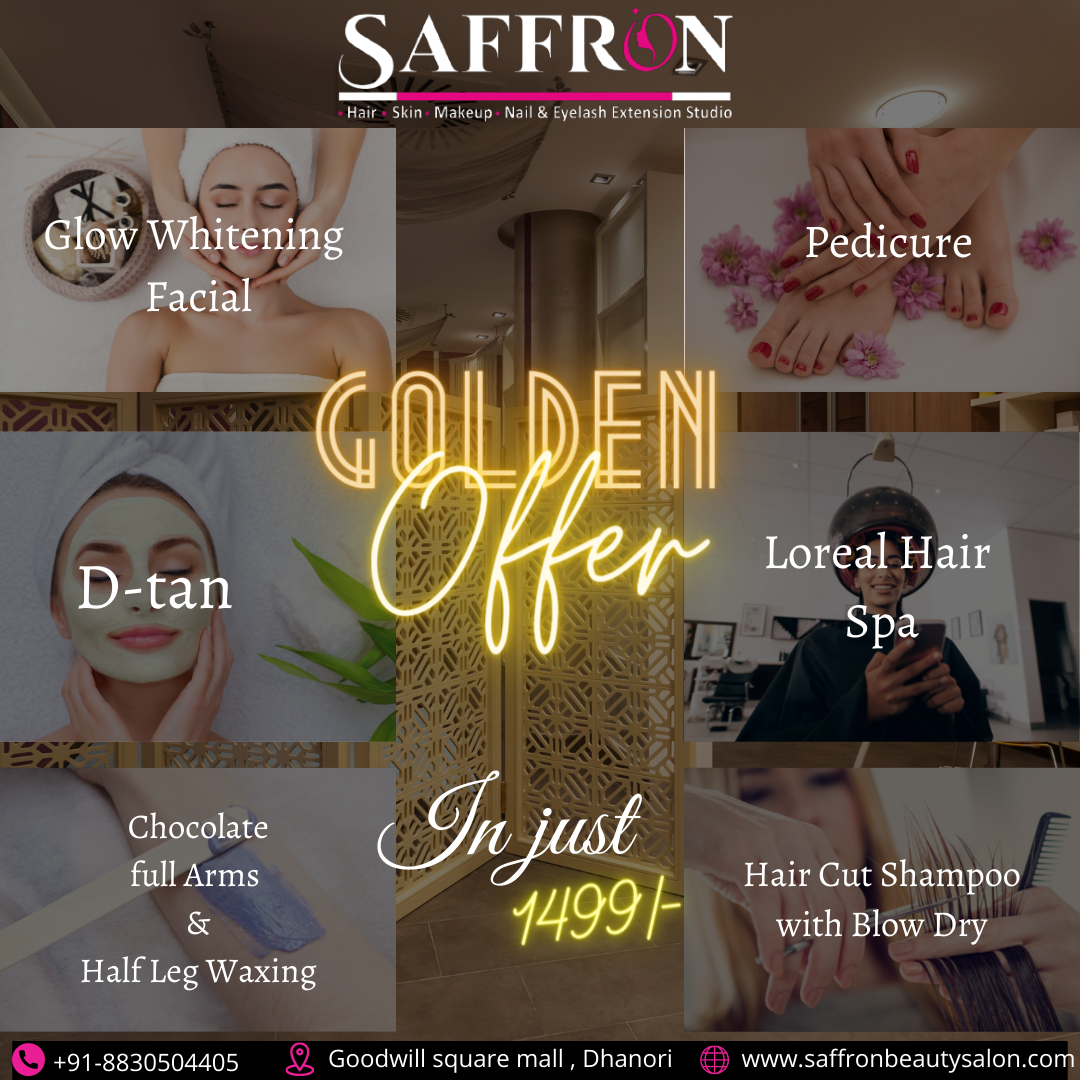 SAFFRON
• Hair • Skin • Makeup • Nail & Eyelash Extension Studio
Glow Whitening
Facial
Pedicure
GOLDEN
Offer
D-tan
Loreal Hair
Spa
Chocolate
full Arms
&
Half Leg Waxing
In just
1499/-
Hair Cut Shampoo
with Blow Dry
+91-8830504405
Goodwill square mall , Dhanori
www.saffronbeautysalon.com